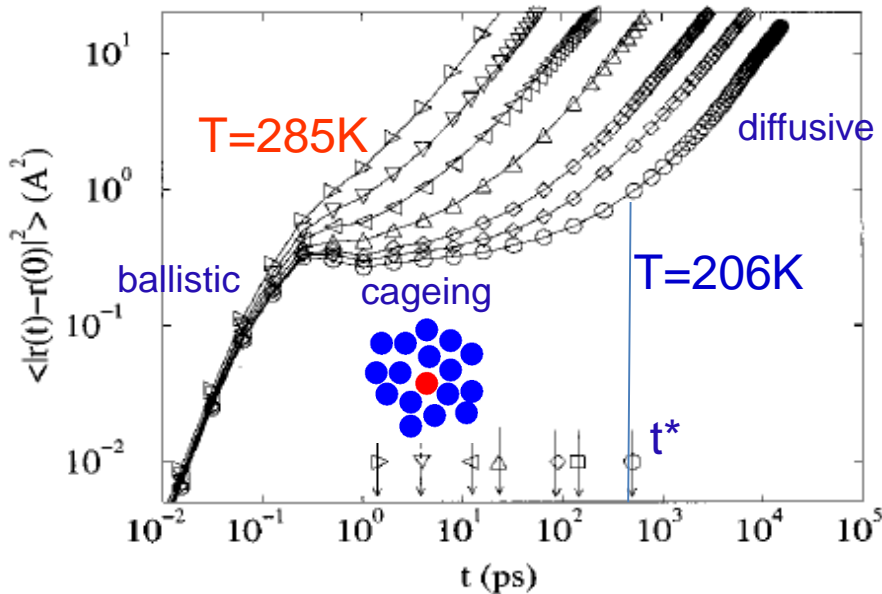 10¹
10⁰
10⁻¹
10⁻²
<|r(t)−r(0)|²> (A²)
T=285K
diffusive
ballistic
cageing
T=206K
t*
10⁻² 10⁻¹ 10⁰ 10¹ 10² 10³ 10⁴ 10⁵
t (ps)